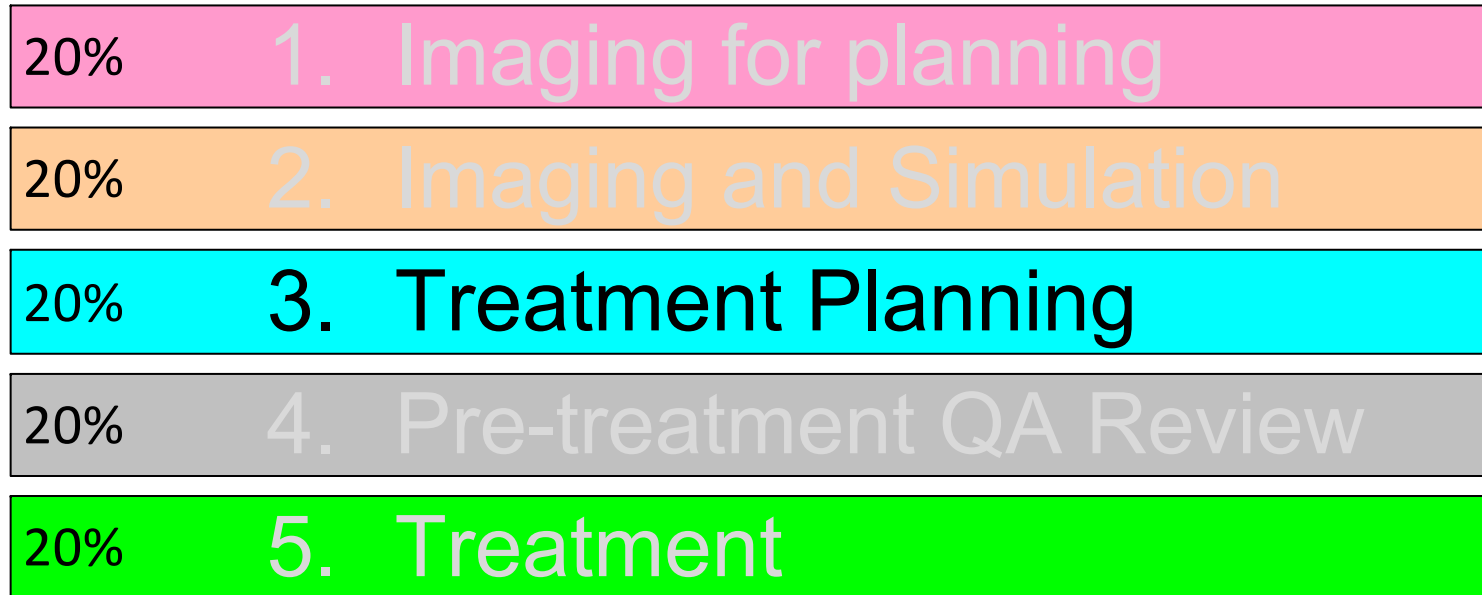 20% 1. Imaging for planning
20% 2. Imaging and Simulation
20% 3. Treatment Planning
20% 4. Pre-treatment QA Review
20% 5. Treatment